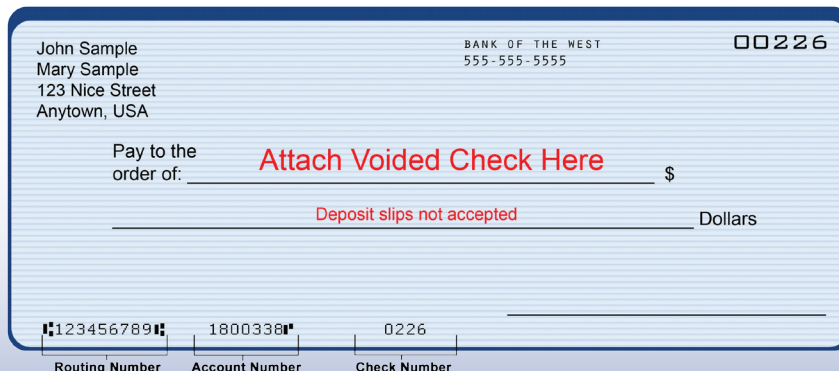 John Sample
Mary Sample
123 Nice Street
Anytown, USA
BANK OF THE WEST
555-555-5555
00226
Pay to the
order of:
Attach Voided Check Here
$
Deposit slips not accepted
Dollars
⑆123456789⑆ 1800338⑈ 0226
Routing Number Account Number Check Number